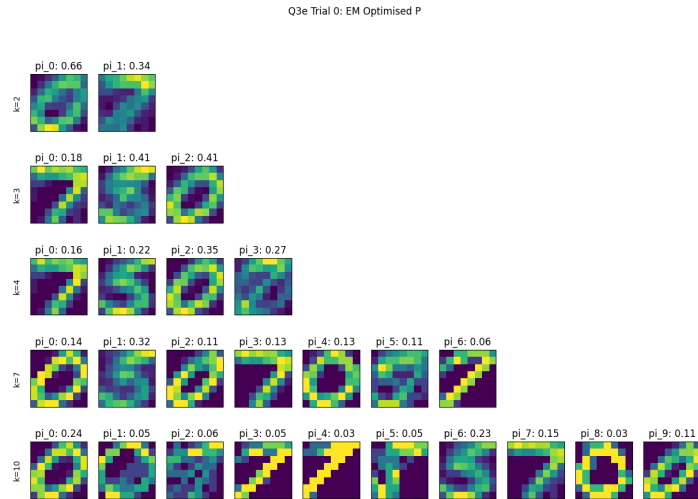 Q3e Trial 0: EM Optimised P
pi_0: 0.66 pi_1: 0.34
k=2
pi_0: 0.18 pi_1: 0.41 pi_2: 0.41
k=3
pi_0: 0.16 pi_1: 0.22 pi_2: 0.35 pi_3: 0.27
k=4
pi_0: 0.14 pi_1: 0.32 pi_2: 0.11 pi_3: 0.13 pi_4: 0.13 pi_5: 0.11 pi_6: 0.06
k=7
pi_0: 0.24 pi_1: 0.05 pi_2: 0.06 pi_3: 0.05 pi_4: 0.03 pi_5: 0.05 pi_6: 0.23 pi_7: 0.15 pi_8: 0.03 pi_9: 0.11
k=10